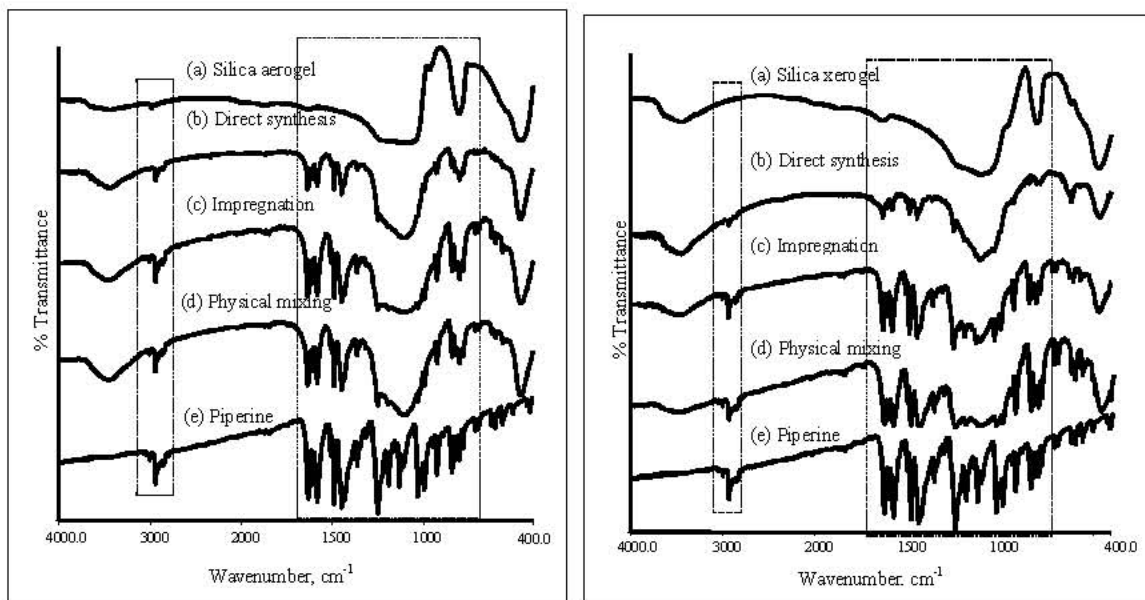 (a) Silica aerogel
(b) Direct synthesis
(c) Impregnation
(d) Physical mixing
(e) Piperine
% Transmittance
4000.0 3000 2000 1500 1000 400.0
Wavenumber, cm⁻¹
(a) Silica xerogel
(b) Direct synthesis
(c) Impregnation
(d) Physical mixing
(e) Piperine
% Transmittance
4000.0 3000 2000 1500 1000 400.0
Wavenumber. cm⁻¹